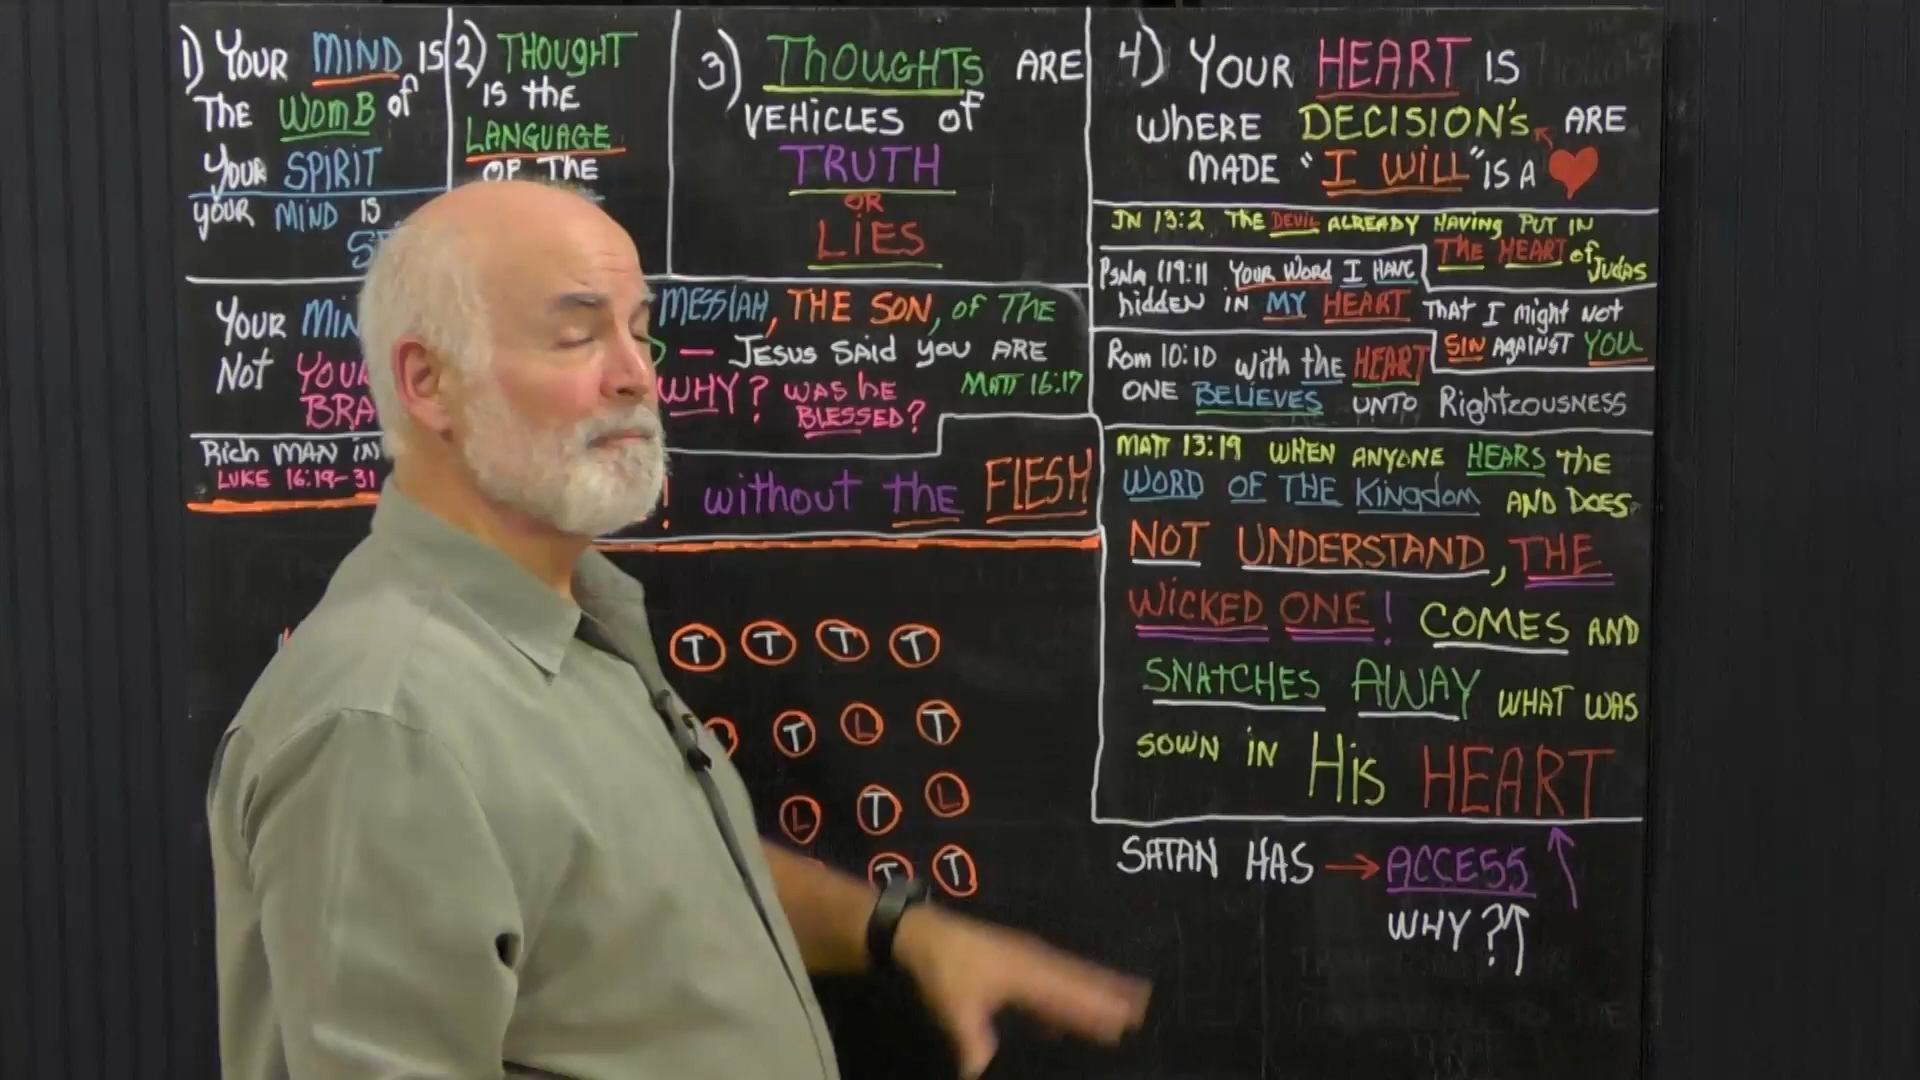 1) YOUR MIND IS
THE WOMB of
YOUR SPIRIT
YOUR MIND IS
2) THOUGHT
IS the
LANGUAGE
OF THE
3) THOUGHTS ARE
VEHICLES of
TRUTH
OR
LIES
4) YOUR HEART IS
WHERE DECISION'S ARE
MADE "I WILL" IS A
JN 13:2 THE DEVIL ALREADY HAVING PUT IN
THE HEART of
JUDAS
Psalm 119:11 YOUR WORD I HAVE
hidden IN MY HEART THAT I MIGHT NOT
SIN AGAINST YOU
Rom 10:10 with the HEART
ONE BELIEVES UNTO RighteousNESS
MATT 13:19 WHEN ANYONE HEARS THE
WORD OF THE Kingdom AND DOES
NOT UNDERSTAND, THE
WICKED ONE! COMES AND
SNATCHES AWAY WHAT WAS
SOWN IN His HEART
SATAN HAS → ACCESS
WHY?
YOUR
Not
Rich MAN IN
LUKE 16:19-31
MESSIAH, THE SON, of THE
— JESUS SAID YOU ARE
WHY? WAS HE MATT 16:17
BLESSED?
! without the FLESH
T T T T
T L T
L T L
T T